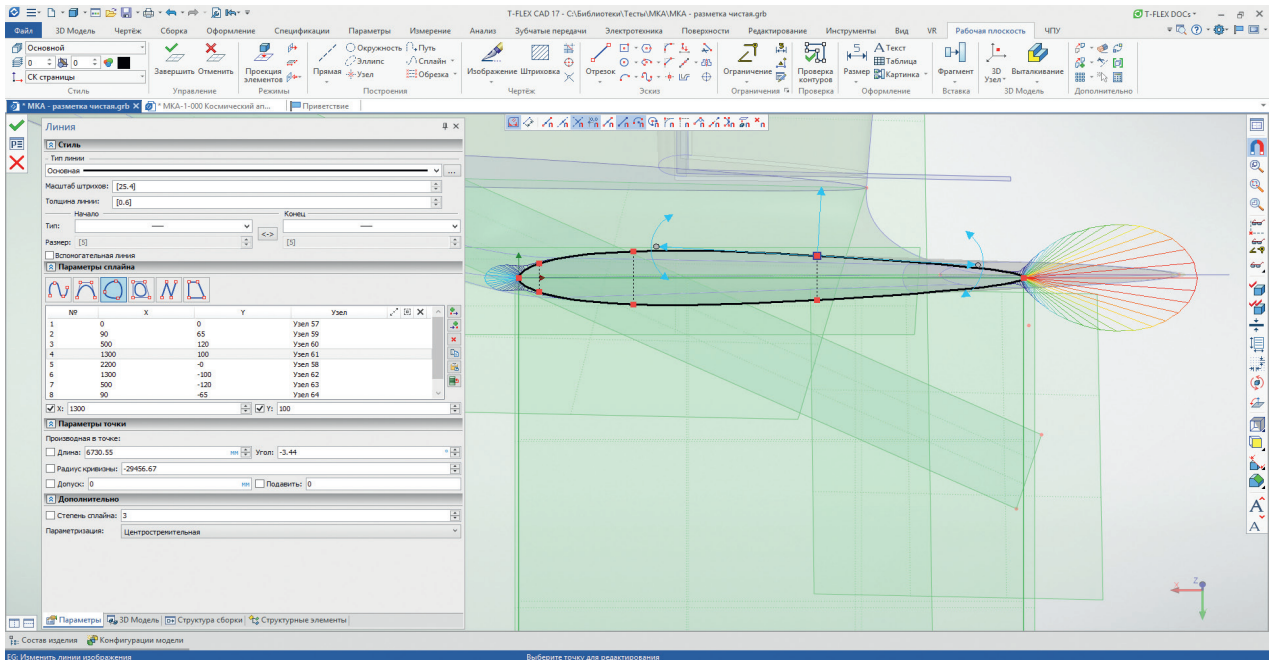 T-FLEX CAD 17 - C:\Библиотеки\Тесты\МКА\МКА - разметка чистая.grb
T-FLEX DOCs
Файл 3D Модель Чертёж Сборка Оформление Спецификации Параметры Измерение Анализ Зубчатые передачи Электротехника Поверхности Редактирование Инструменты Вид VR Рабочая плоскость ЧПУ
Основной
0 0
СК страницы
Завершить Отменить
Проекция элементов
Прямая
Окружность
Эллипс
Узел
Путь
Сплайн
Обрезка
Изображение Штриховка
Отрезок
Ограничение
Проверка контуров
Размер
Текст
Таблица
Картинка
Фрагмент
3D Узел
Выталкивание
Стиль Управление Режимы Построения Чертёж Эскиз Ограничения Проверка Оформление Вставка 3D Модель Дополнительно
* МКА - разметка чистая.grb * МКА-1-000 Космический ап... Приветствие
Линия
Стиль
Тип линии
Основная
Масштаб штрихов: [25.4]
Толщина линии: [0.6]
Начало Конец
Тип:
<->
Размер: [5] [5]
Вспомогательная линия
Параметры сплайна
№ X Y Узел
1 0 0 Узел 57
2 90 65 Узел 59
3 500 120 Узел 60
4 1300 100 Узел 61
5 2200 -0 Узел 58
6 1300 -100 Узел 62
7 500 -120 Узел 63
8 90 -65 Узел 64
X: 1300 Y: 100
Параметры точки
Производная в точке:
Длина: 6730.55 мм Угол: -3.44 °
Радиус кривизны: -29456.67
Допуск: 0 мм Подавить: 0
Дополнительно
Степень сплайна: 3
Параметризация: Центростремительная
X Z
Параметры 3D Модель Структура сборки Структурные элементы
Состав изделия Конфигурации модели
EG: Изменить линии изображения Выберите точку для редактирования